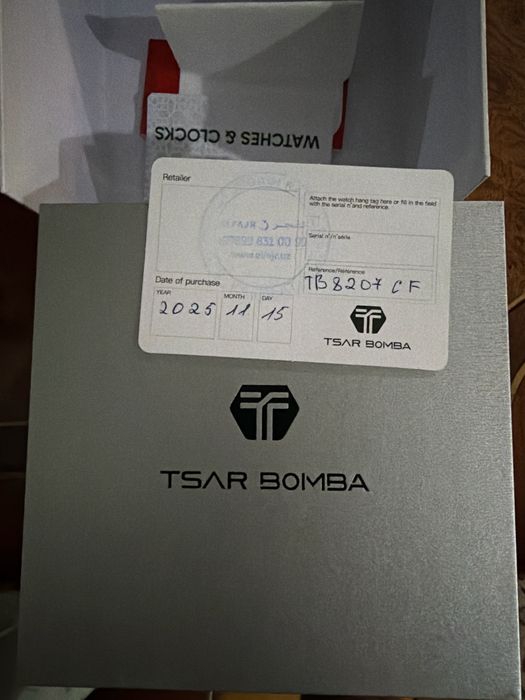 WATCHES & CLOCKS
Retailer
Attach the watch hang tag here or fill in the field
with the serial n° and reference.
Serial n°/n° série
Reference/Référence
TB8207 CF
Date of purchase
YEAR MONTH DAY
2025 11 15
TSAR BOMBA
TSAR BOMBA